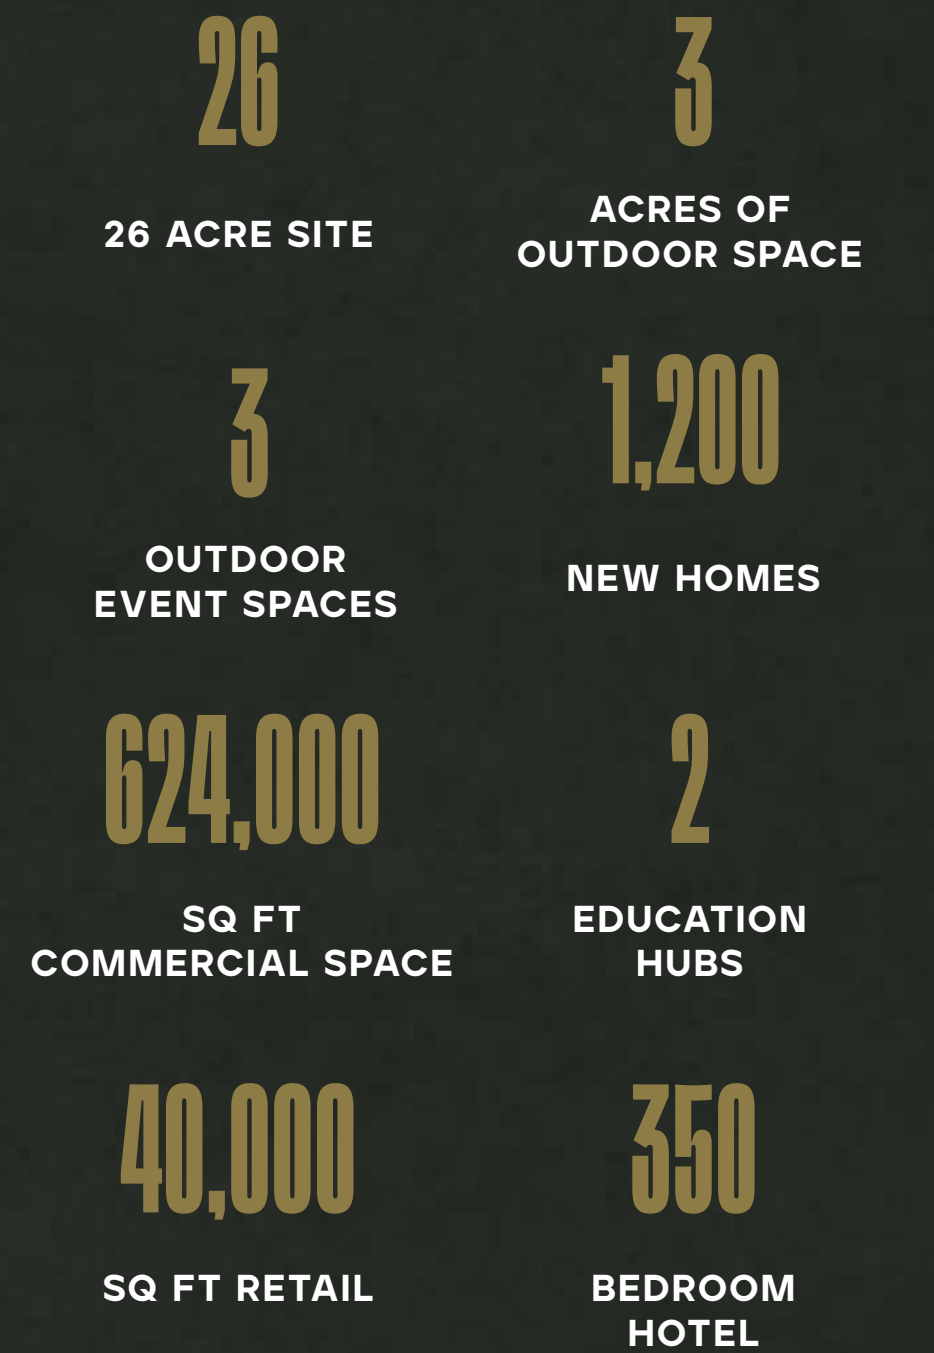 26
26 ACRE SITE
3
ACRES OF
OUTDOOR SPACE
3
OUTDOOR
EVENT SPACES
1,200
NEW HOMES
624,000
SQ FT
COMMERCIAL SPACE
2
EDUCATION
HUBS
40,000
SQ FT RETAIL
350
BEDROOM
HOTEL